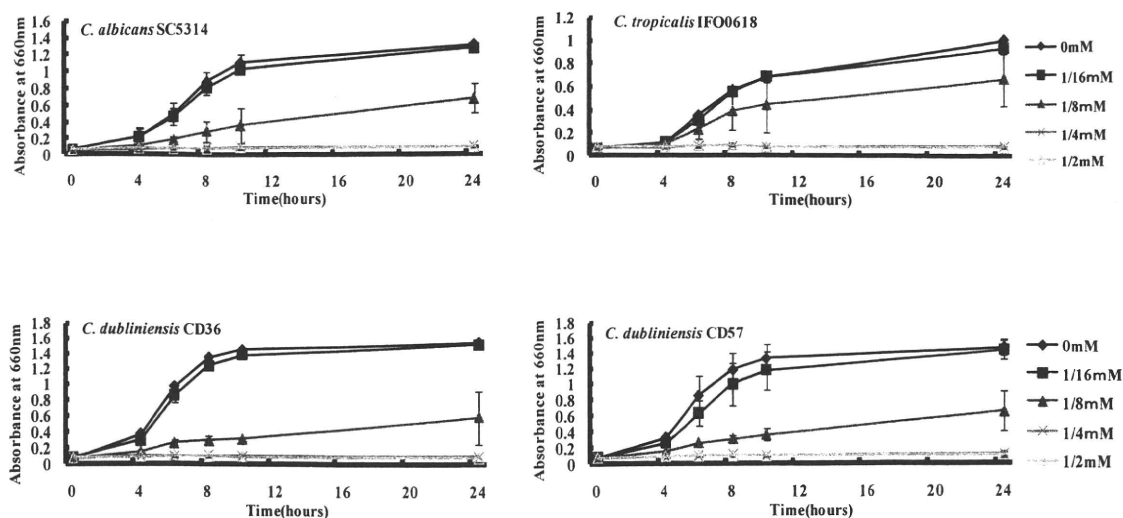 C. albicans SC5314
Absorbance at 660nm
1.6
1.4
1.2
1
0.8
0.6
0.4
0.2
0
0 4 8 12 16 20 24
Time(hours)
C. tropicalis IFO0618
Absorbance at 660nm
1.2
1
0.8
0.6
0.4
0.2
0
0 4 8 12 16 20 24
Time(hours)
0mM
1/16mM
1/8mM
1/4mM
1/2mM
C. dubliniensis CD36
Absorbance at 660nm
1.8
1.6
1.4
1.2
1
0.8
0.6
0.4
0.2
0
0 4 8 12 16 20 24
Time(hours)
C. dubliniensis CD57
Absorbance at 660nm
1.8
1.6
1.4
1.2
1
0.8
0.6
0.4
0.2
0
0 4 8 12 16 20 24
Time(hours)
0mM
1/16mM
1/8mM
1/4mM
1/2mM